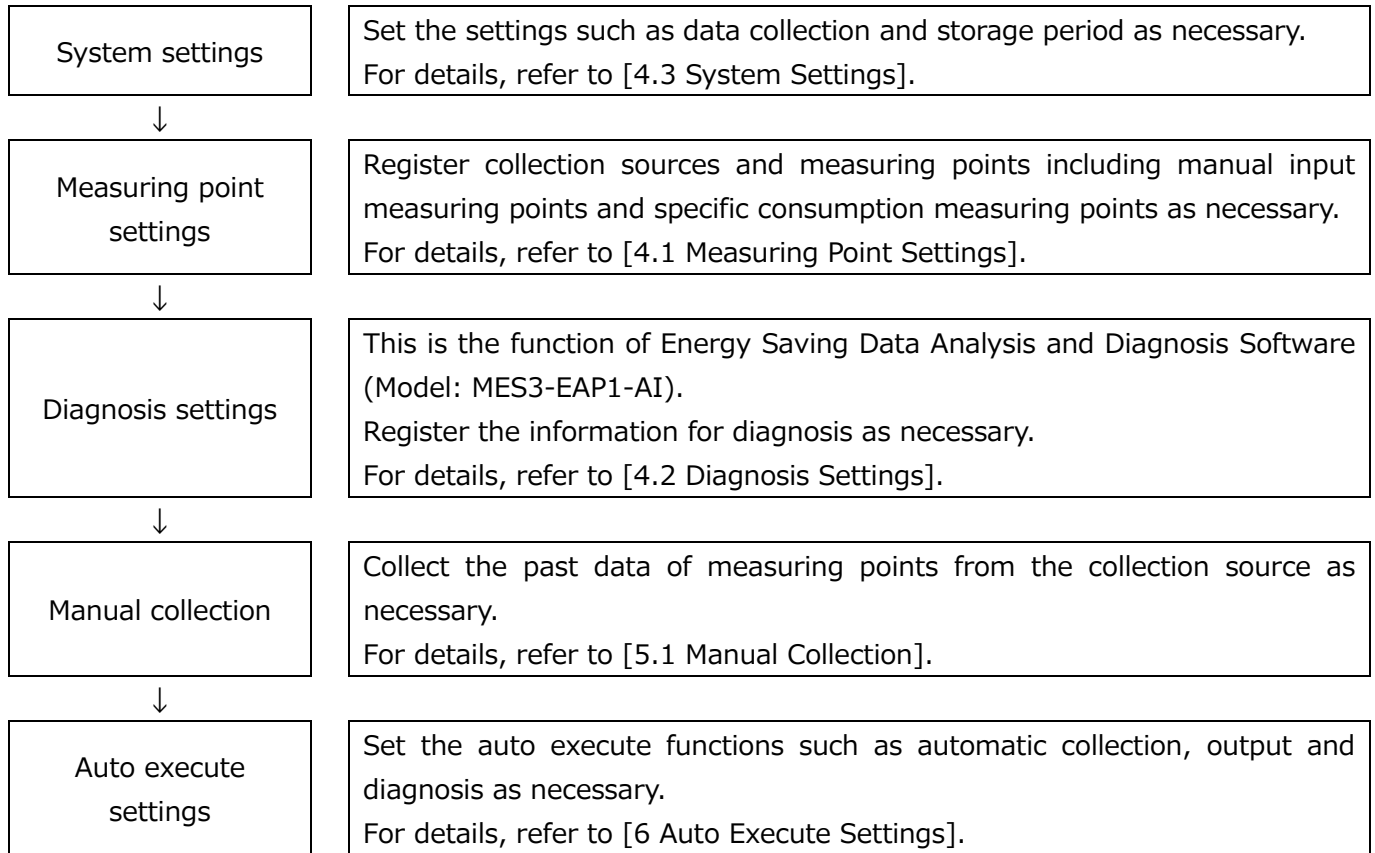 System settings
Set the settings such as data collection and storage period as necessary.
For details, refer to [4.3 System Settings].
↓
Measuring point
settings
Register collection sources and measuring points including manual input
measuring points and specific consumption measuring points as necessary.
For details, refer to [4.1 Measuring Point Settings].
↓
Diagnosis settings
This is the function of Energy Saving Data Analysis and Diagnosis Software
(Model: MES3-EAP1-AI).
Register the information for diagnosis as necessary.
For details, refer to [4.2 Diagnosis Settings].
↓
Manual collection
Collect the past data of measuring points from the collection source as
necessary.
For details, refer to [5.1 Manual Collection].
↓
Auto execute
settings
Set the auto execute functions such as automatic collection, output and
diagnosis as necessary.
For details, refer to [6 Auto Execute Settings].